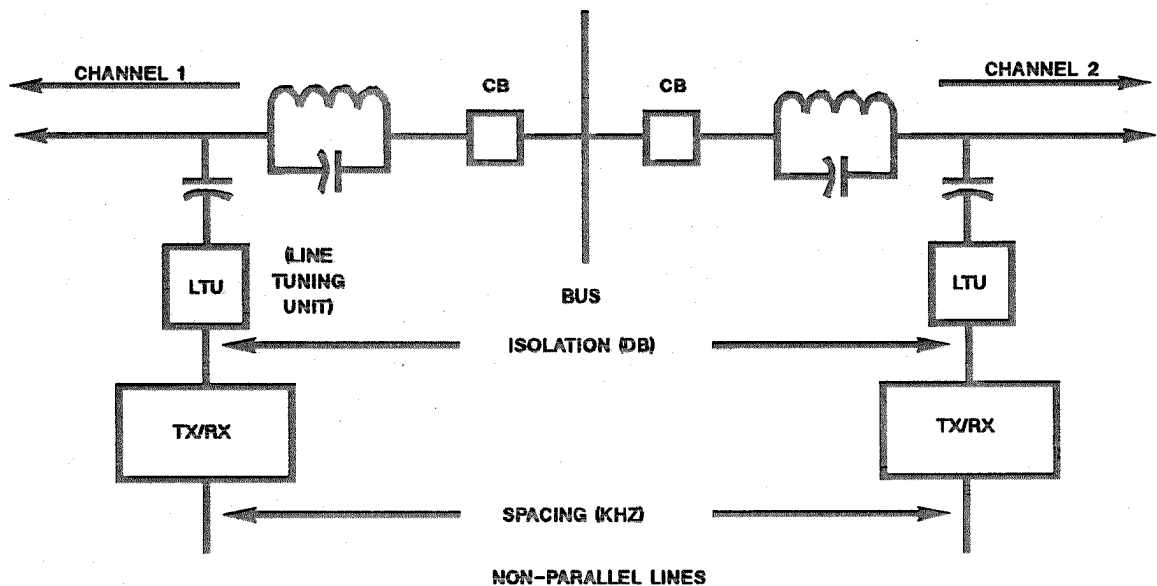 CHANNEL 1
CB
CB
CHANNEL 2
LTU
(LINE
TUNING
UNIT)
BUS
LTU
ISOLATION (DB)
TX/RX
TX/RX
SPACING (KHZ)
NON-PARALLEL LINES